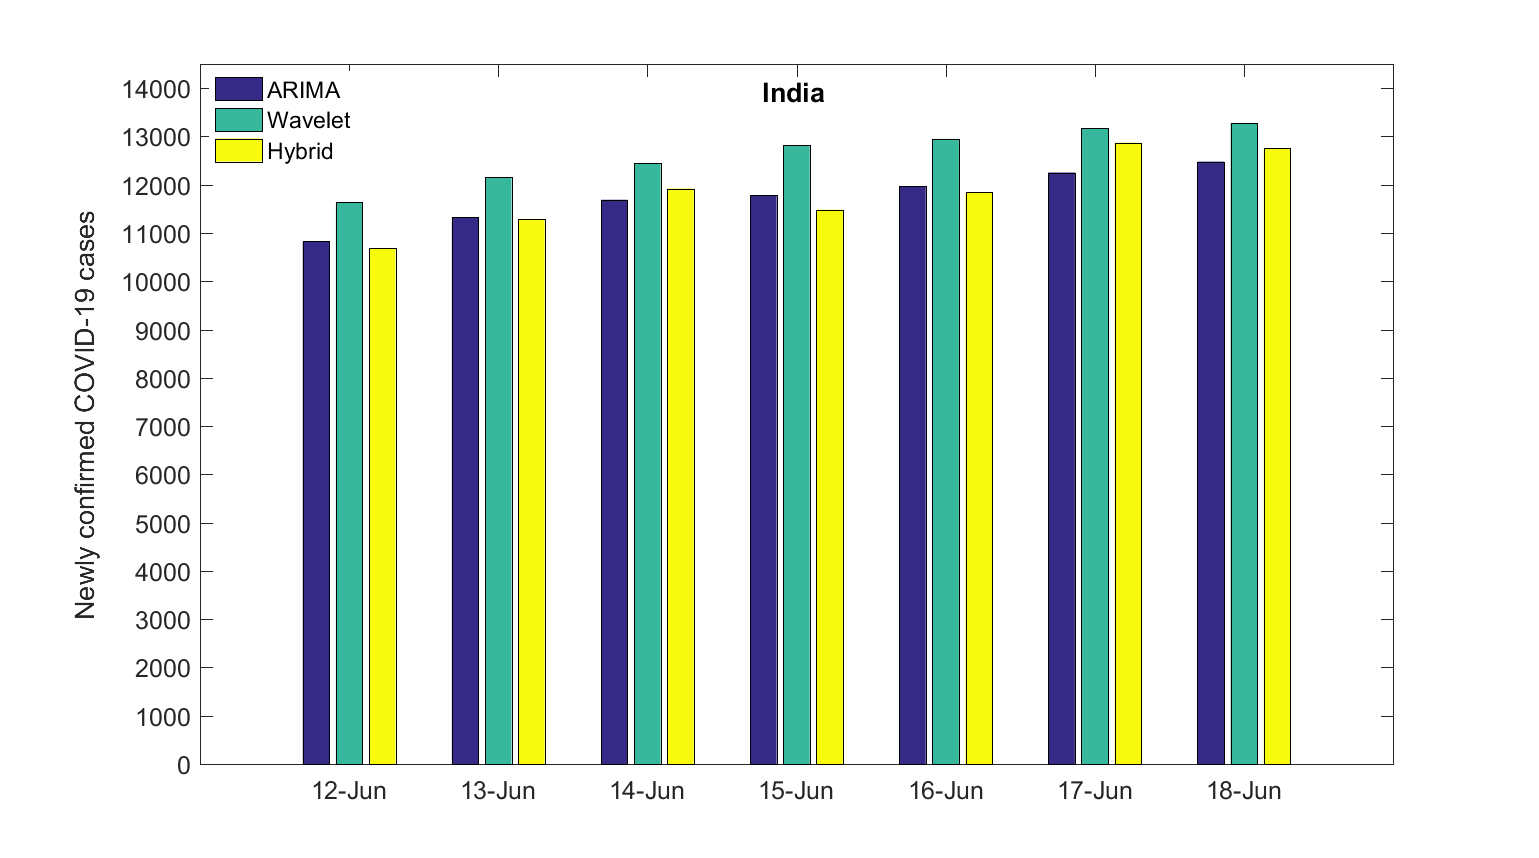 India
ARIMA
Wavelet
Hybrid
Newly confirmed COVID-19 cases
14000
13000
12000
11000
10000
9000
8000
7000
6000
5000
4000
3000
2000
1000
0
12-Jun 13-Jun 14-Jun 15-Jun 16-Jun 17-Jun 18-Jun